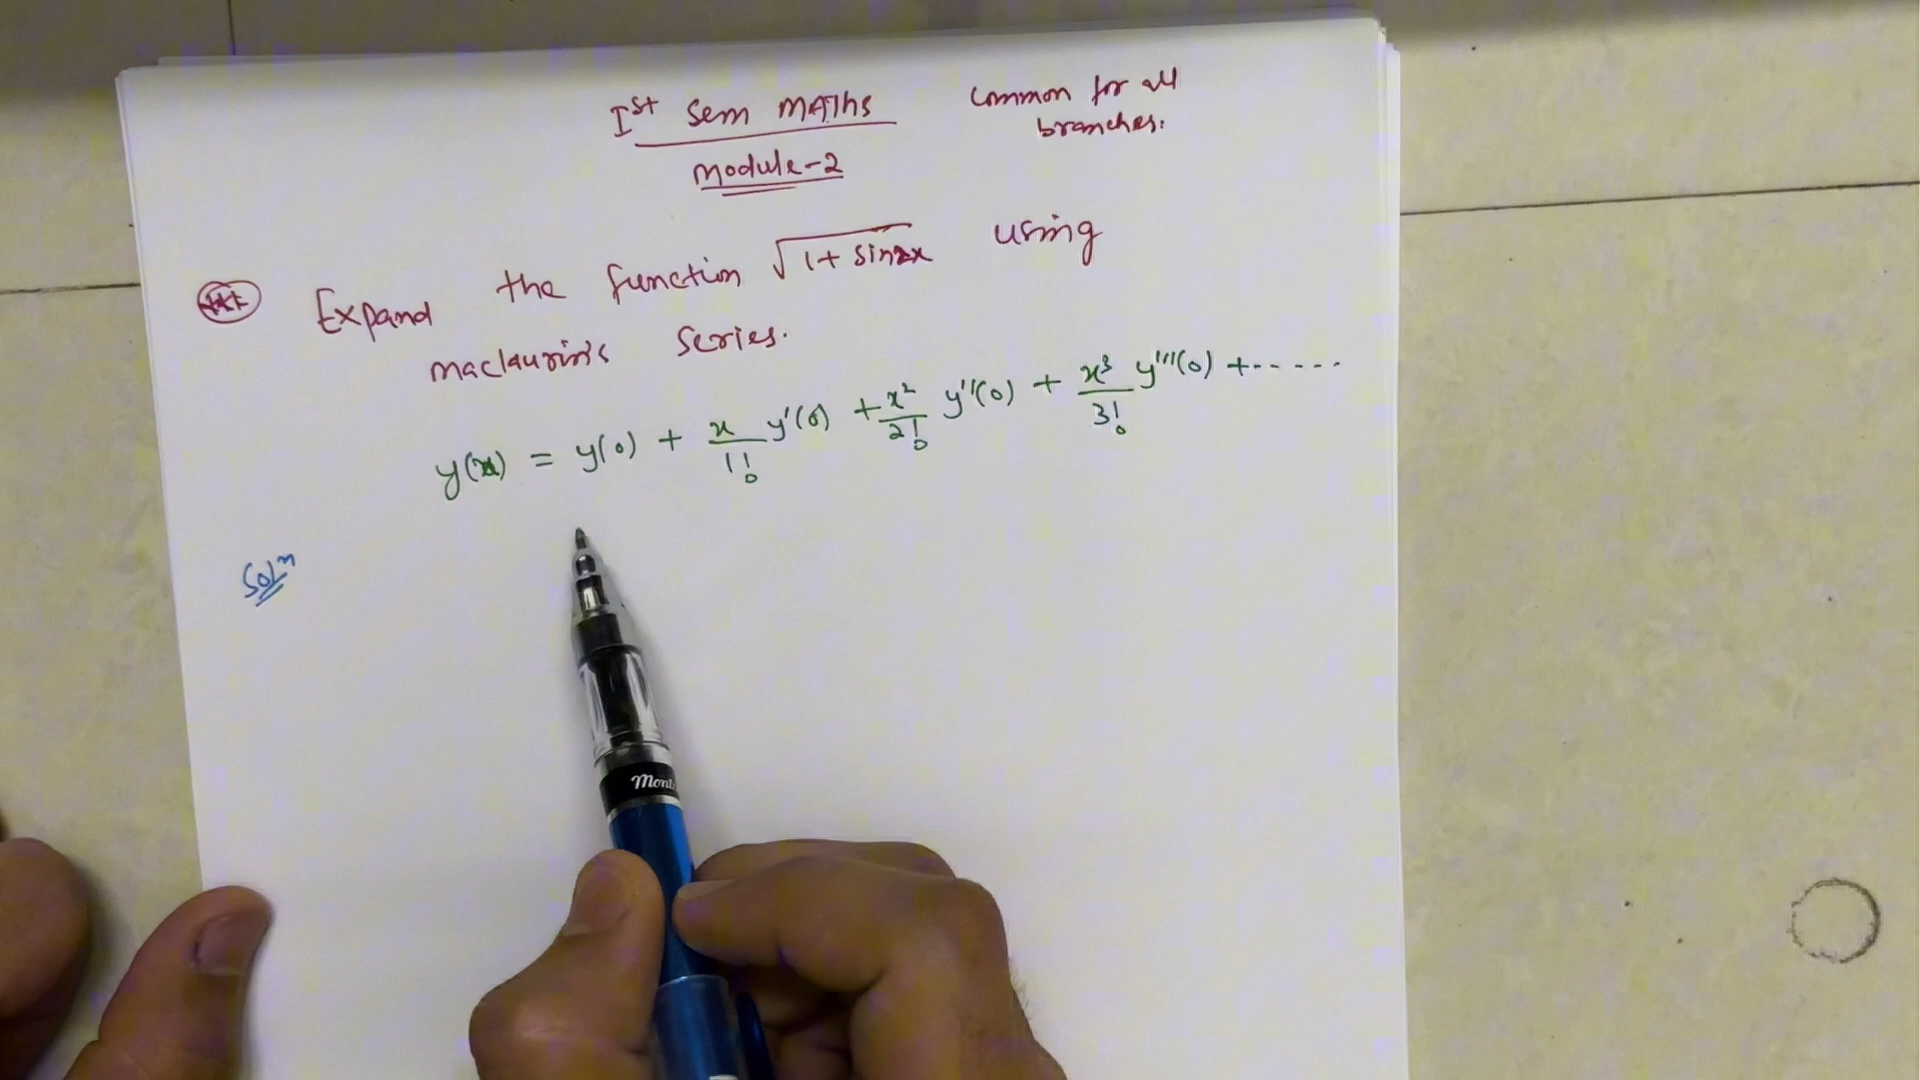 Ist Sem MAThs
Common for all
branches.
Module-2
*** Expand the function √1+ sin2x using
maclaurin's series.
y(x) = y(0) + x/1! y'(0) + x²/2! y''(0) + x³/3! y'''(0) +-----
Solⁿ